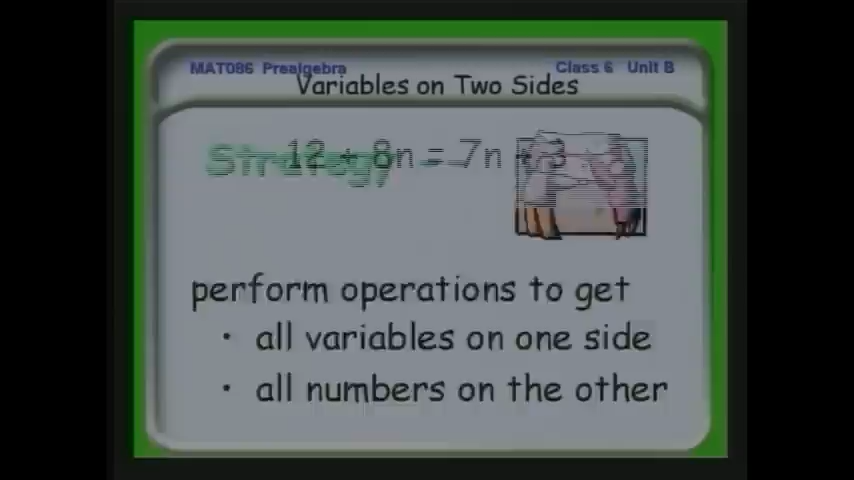 MAT086 Prealgebra Class 6 Unit B
Variables on Two Sides
Strategy
12 + 8n = 7n + 3
perform operations to get
• all variables on one side
• all numbers on the other